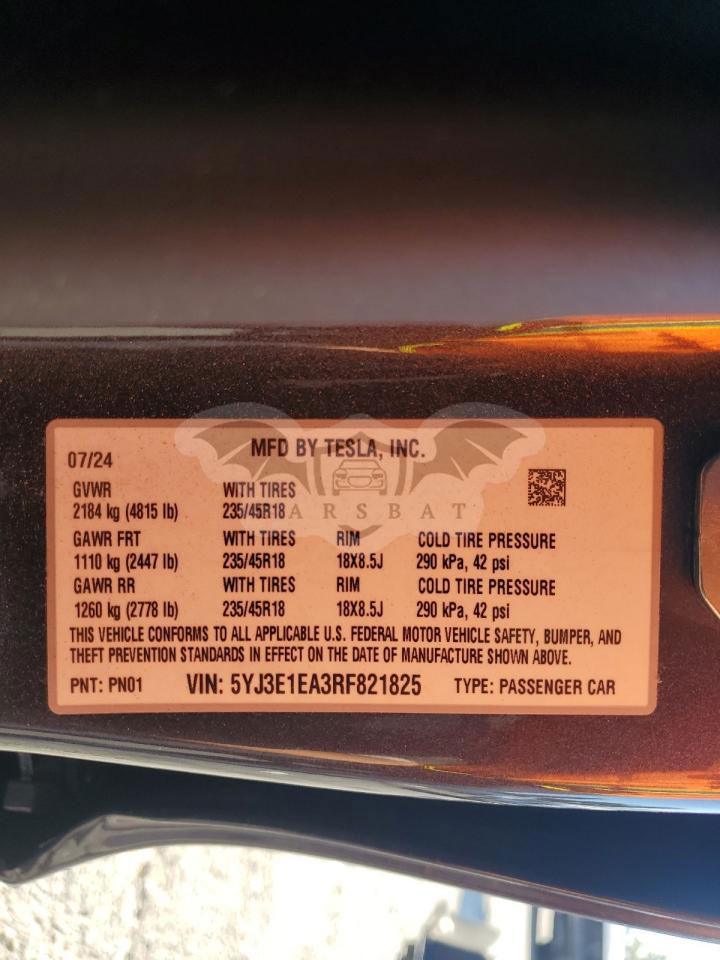 MFD BY TESLA, INC.
07/24
GVWR WITH TIRES
2184 kg (4815 lb) 235/45R18
CARSBAT
GAWR FRT WITH TIRES RIM COLD TIRE PRESSURE
1110 kg (2447 lb) 235/45R18 18X8.5J 290 kPa, 42 psi
GAWR RR WITH TIRES RIM COLD TIRE PRESSURE
1260 kg (2778 lb) 235/45R18 18X8.5J 290 kPa, 42 psi
THIS VEHICLE CONFORMS TO ALL APPLICABLE U.S. FEDERAL MOTOR VEHICLE SAFETY, BUMPER, AND
THEFT PREVENTION STANDARDS IN EFFECT ON THE DATE OF MANUFACTURE SHOWN ABOVE.
PNT: PN01 VIN: 5YJ3E1EA3RF821825 TYPE: PASSENGER CAR